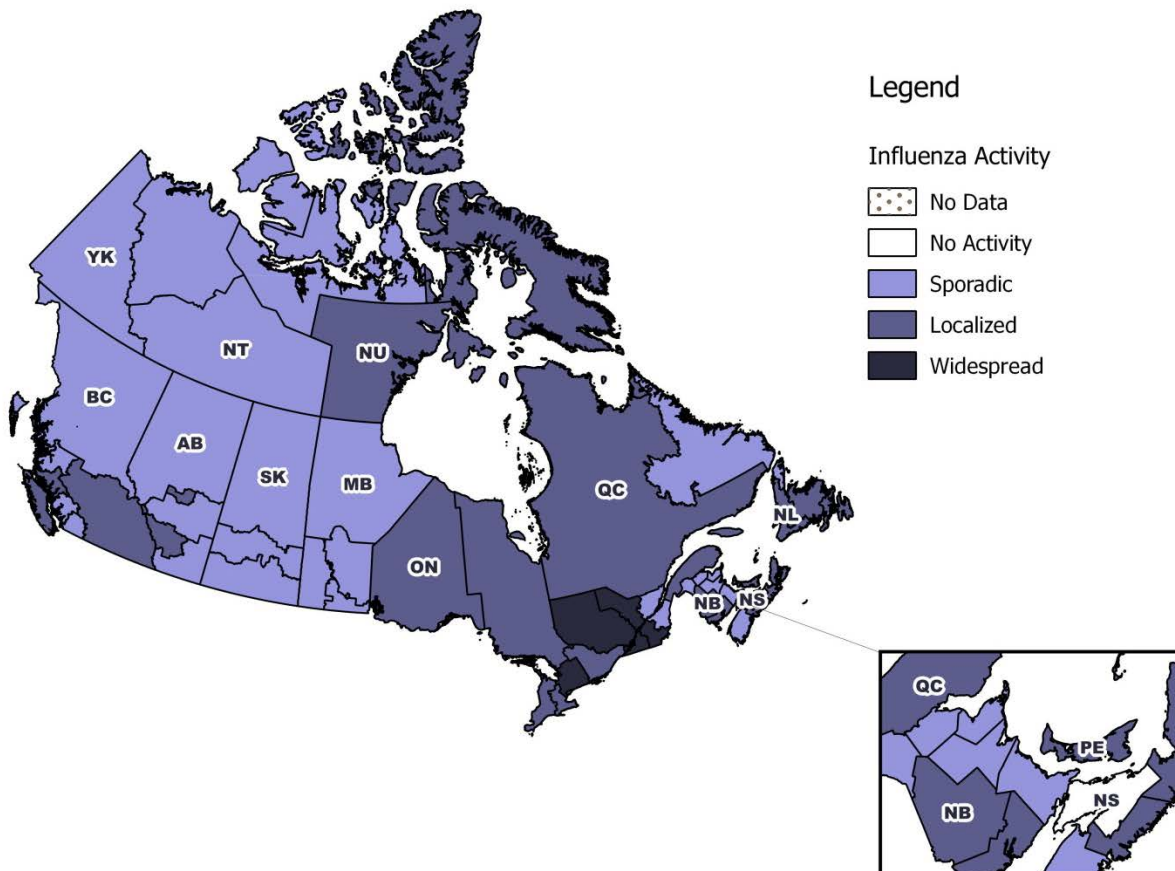 Legend
Influenza Activity
No Data
No Activity
Sporadic
Localized
Widespread
YK
NT
NU
BC
AB
SK
MB
QC
NL
ON
NB
NS
QC
PE
NS
NB